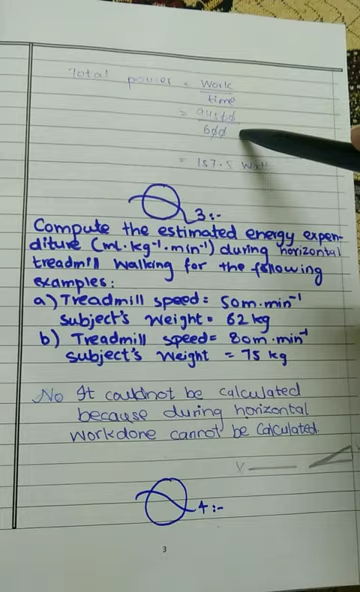 Total power = Work
time
= 94500
600
= 157.5 Wat
Q3:-
Compute the estimated energy expen-
diture (ml.kg-1.min-1) during horizontal
treadmill walking for the following
examples:
a) Treadmill speed = 50m.min-1
Subject's Weight = 62 kg
b) Treadmill speed = 80m.min-1
Subject's Weight = 75 kg
No It couldnot be calculated
because during horizontal
workdone cannot be Calculated.
Q4:-
3